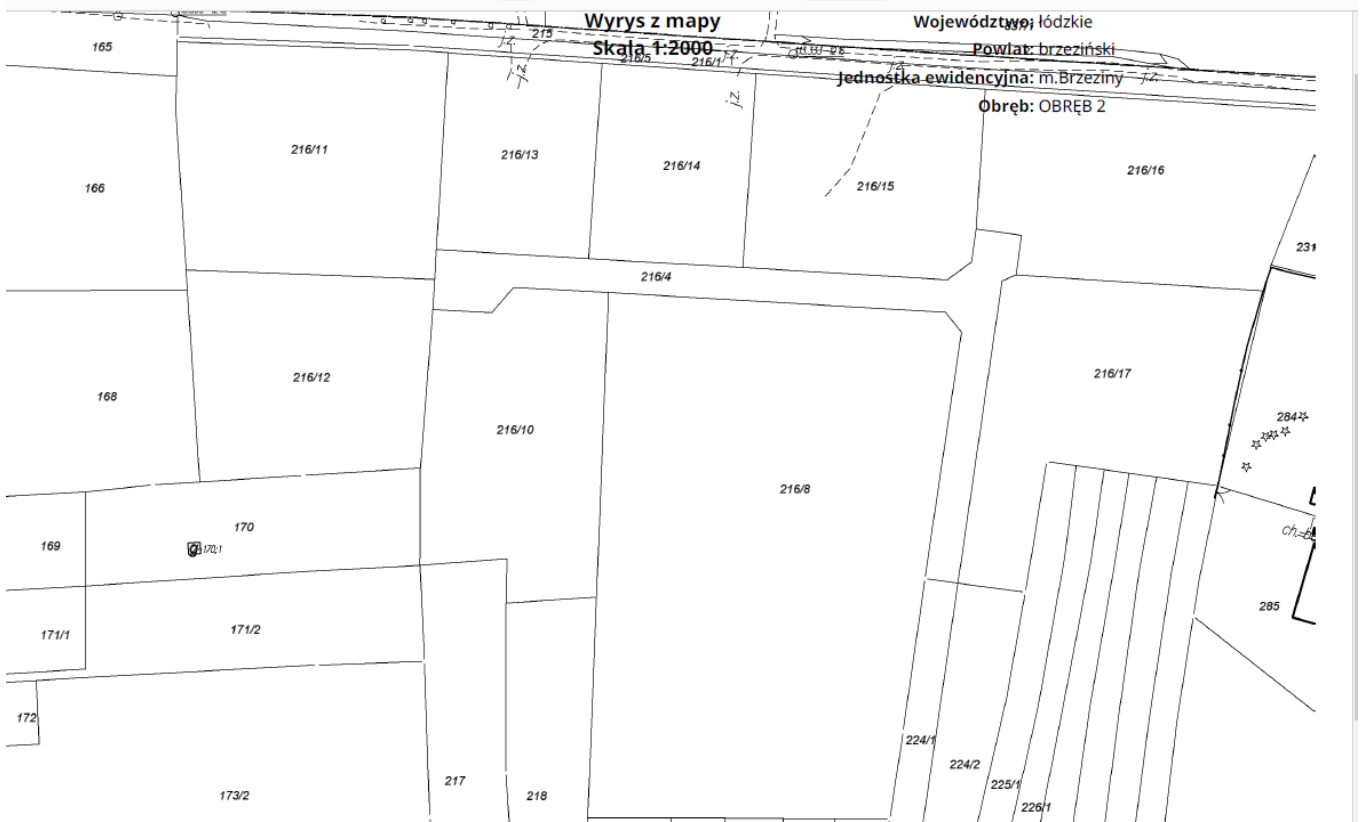 Wyrys z mapy
Skala 1:2000
Województwo: łódzkie
Powiat: brzeziński
Jednostka ewidencyjna: m.Brzeziny
Obręb: OBRĘB 2
165
215
j.ż.
216/5
216/1
j.ż.
j.ż.
j.ż.
j.ż.
j.ż.
216/11
216/13
216/14
216/15
216/16
166
231
216/4
216/12
216/17
168
284
216/10
216/8
170
170;1
169
285
171/1
171/2
172
224/1
224/2
217
225/1
218
173/2
226/1